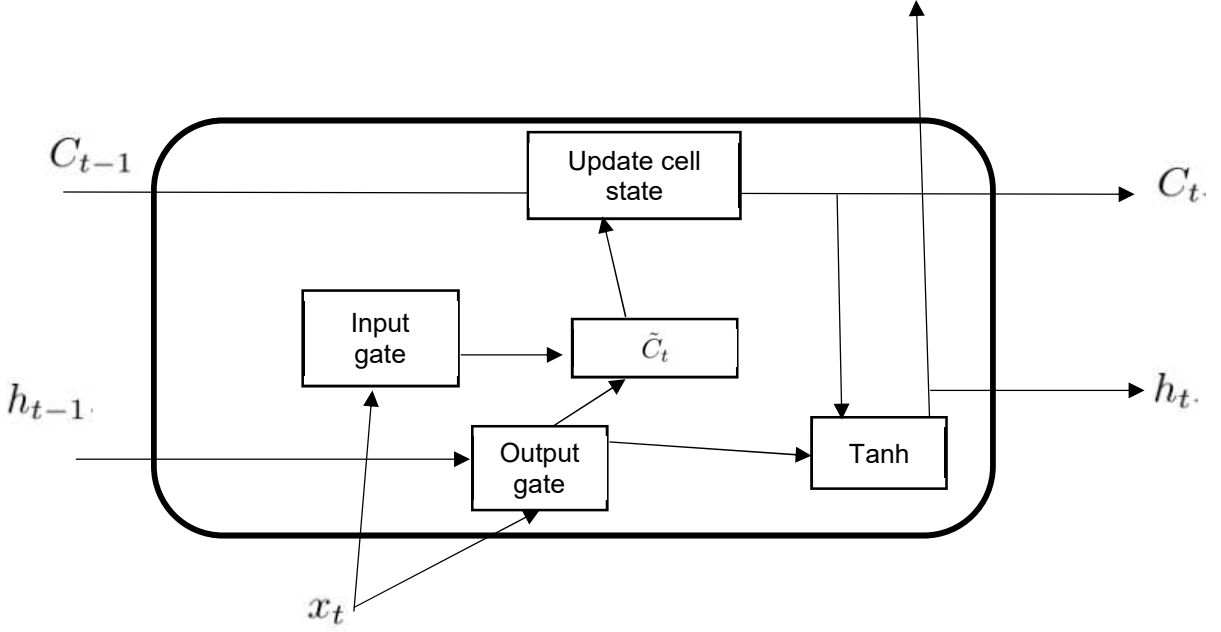 C_{t-1}
Update cell
state
C_t
Input
gate
\tilde{C}_t
h_{t-1}
h_t
Output
gate
Tanh
x_t